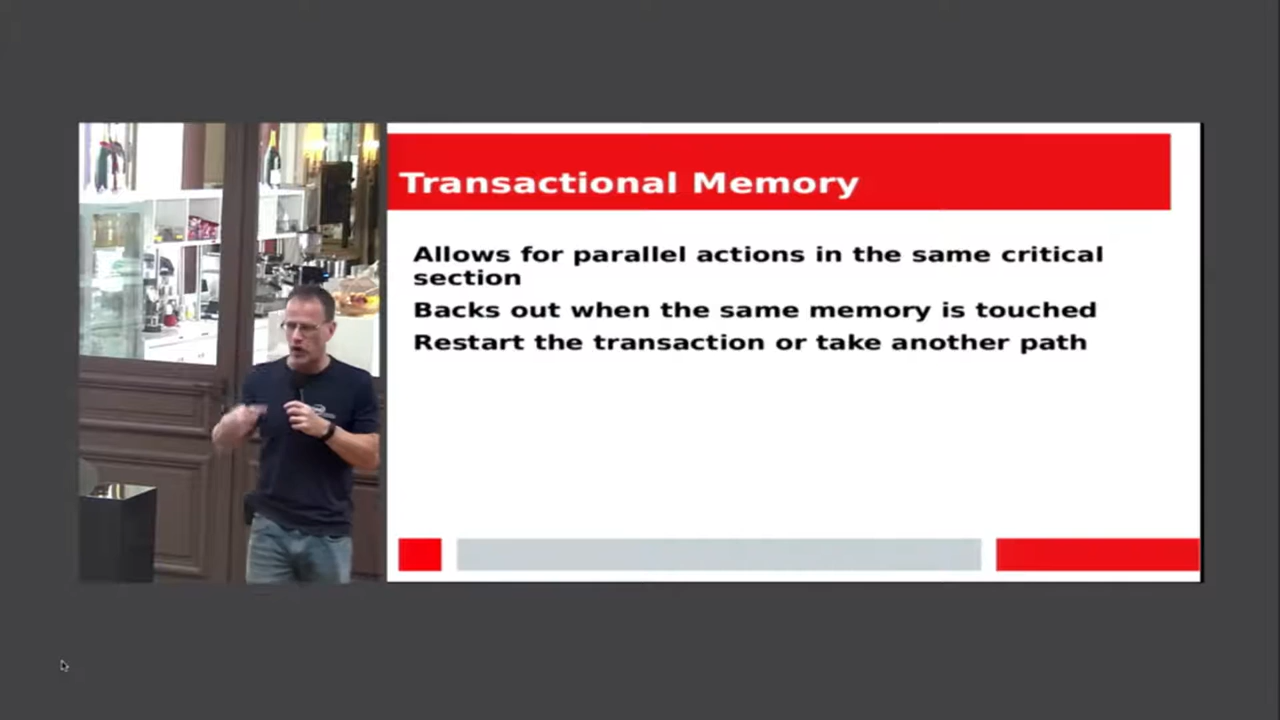 Transactional Memory
Allows for parallel actions in the same critical
section
Backs out when the same memory is touched
Restart the transaction or take another path